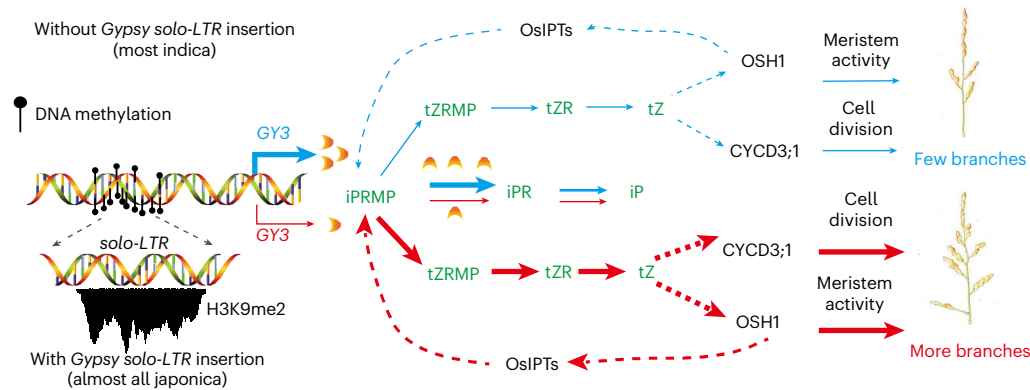 Without Gypsy solo-LTR insertion
(most indica)
DNA methylation
GY3
GY3
solo-LTR
H3K9me2
With Gypsy solo-LTR insertion
(almost all japonica)
OsIPTs
OSH1
tZRMP
tZR
tZ
CYCD3;1
iPRMP
iPR
iP
tZRMP
tZR
tZ
CYCD3;1
OSH1
OsIPTs
Meristem
activity
Cell
division
Few branches
Cell
division
Meristem
activity
More branches